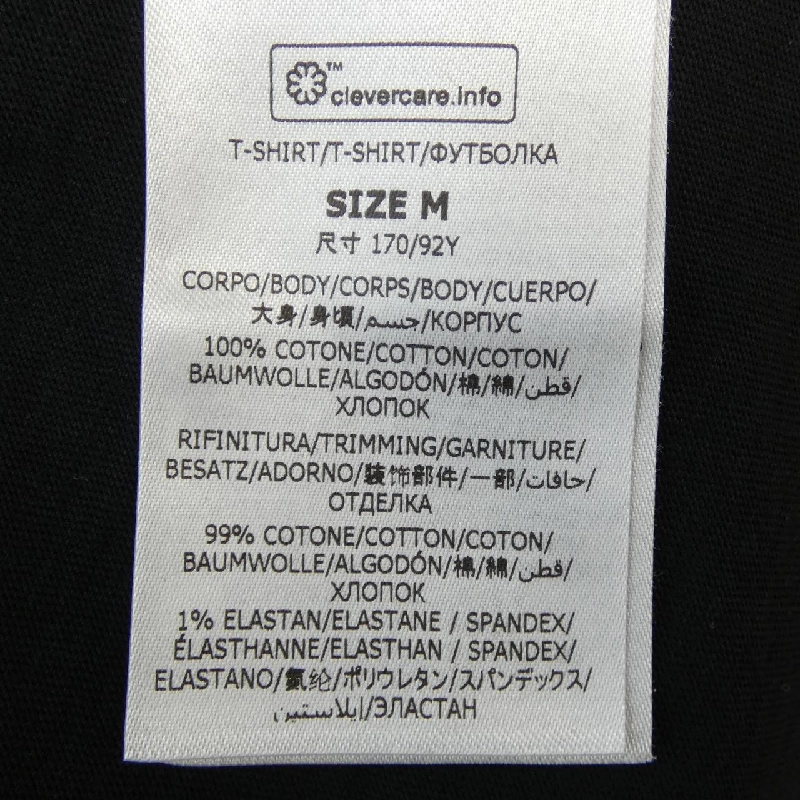 ™
clevercare.info
T-SHIRT/T-SHIRT/ФУТБОЛКА
SIZE M
尺寸 170/92Y
CORPO/BODY/CORPS/BODY/CUERPO/
大身/身頃/جسم/КОРПУС
100% COTONE/COTTON/COTON/
BAUMWOLLE/ALGODÓN/棉/綿/قطن/
ХЛОПОК
RIFINITURA/TRIMMING/GARNITURE/
BESATZ/ADORNO/装饰部件/一部/حافات/
ОТДЕЛКА
99% COTONE/COTTON/COTON/
BAUMWOLLE/ALGODÓN/棉/綿/قطن/
ХЛОПОК
1% ELASTAN/ELASTANE / SPANDEX/
ÉLASTHANNE/ELASTHAN / SPANDEX/
ELASTANO/氨纶/ポリウレタン/スパンデックス/
إيلاستين/ЭЛАСТАН